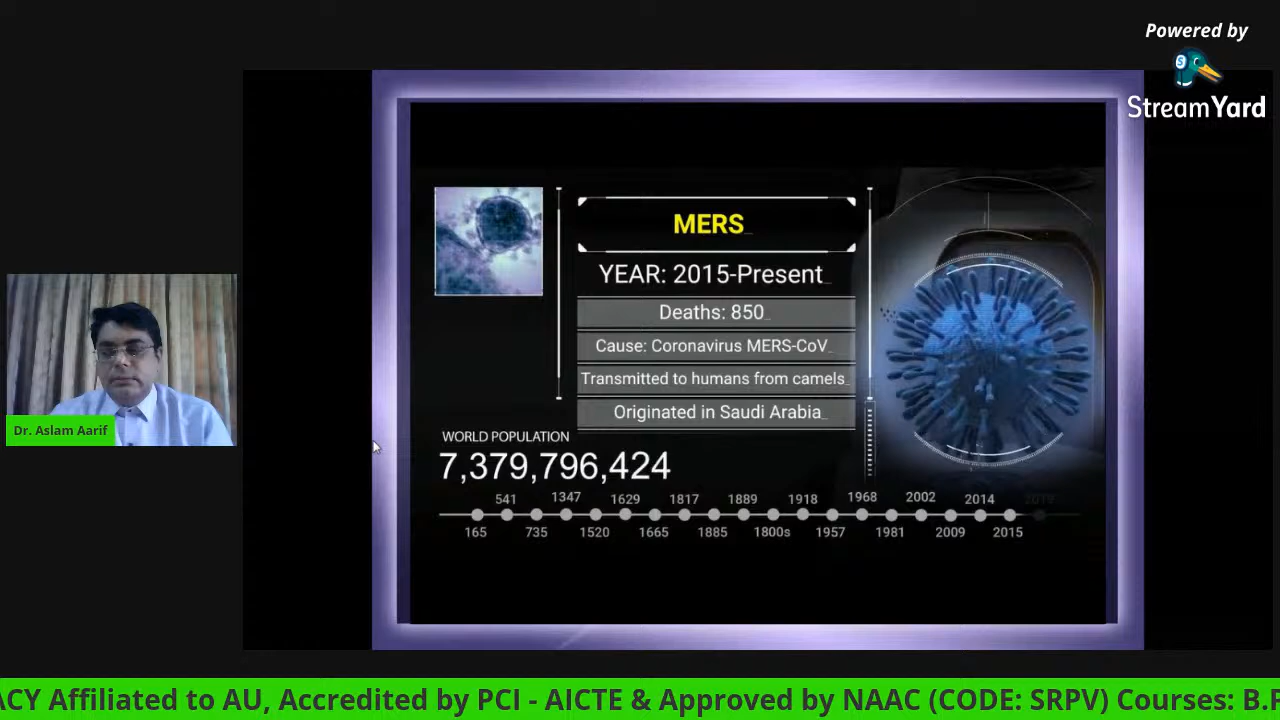 Powered by
StreamYard
MERS
YEAR: 2015-Present
Deaths: 850
Cause: Coronavirus MERS-CoV
Transmitted to humans from camels
Originated in Saudi Arabia
Dr. Aslam Aarif
WORLD POPULATION
7,379,796,424
541 1347 1629 1817 1889 1918 1968 2002 2014 2019
165 735 1520 1665 1885 1800s 1957 1981 2009 2015
ACY Affiliated to AU, Accredited by PCI - AICTE & Approved by NAAC (CODE: SRPV) Courses: B.P